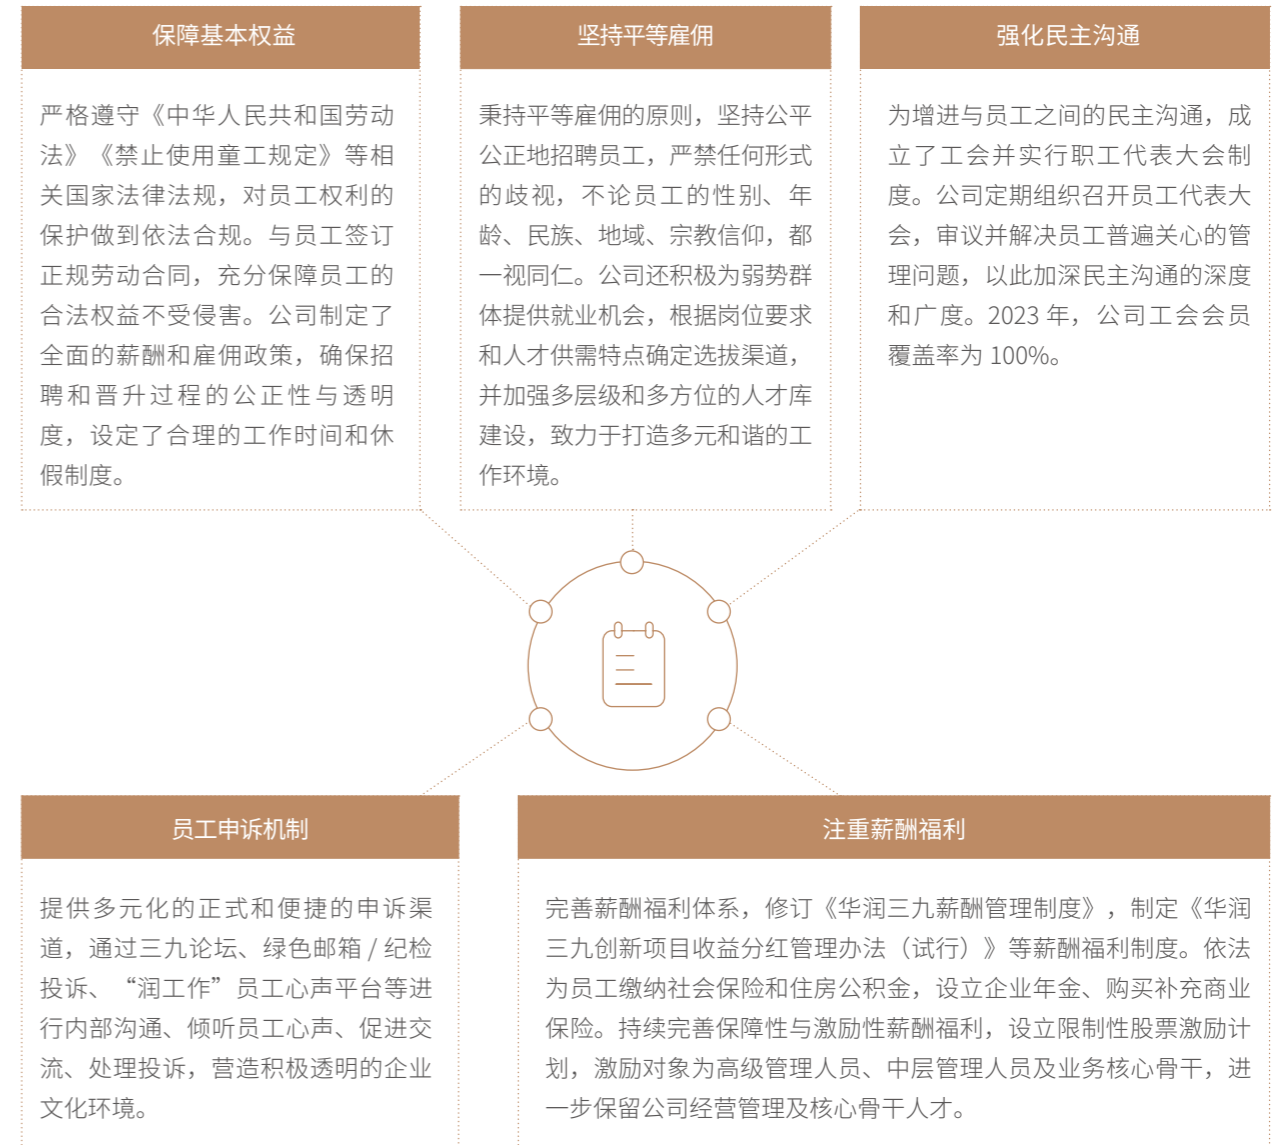 保障基本权益
严格遵守《中华人民共和国劳动
法》《禁止使用童工规定》等相
关国家法律法规，对员工权利的
保护做到依法合规。与员工签订
正规劳动合同，充分保障员工的
合法权益不受侵害。公司制定了
全面的薪酬和雇佣政策，确保招
聘和晋升过程的公正性与透明
度，设定了合理的工作时间和休
假制度。
坚持平等雇佣
秉持平等雇佣的原则，坚持公平
公正地招聘员工，严禁任何形式
的歧视，不论员工的性别、年
龄、民族、地域、宗教信仰，都
一视同仁。公司还积极为弱势群
体提供就业机会，根据岗位要求
和人才供需特点确定选拔渠道，
并加强多层级和多方位的人才库
建设，致力于打造多元和谐的工
作环境。
强化民主沟通
为增进与员工之间的民主沟通，成
立了工会并实行职工代表大会制
度。公司定期组织召开员工代表大
会，审议并解决员工普遍关心的管
理问题，以此加深民主沟通的深度
和广度。2023 年，公司工会会员
覆盖率为 100%。
员工申诉机制
提供多元化的正式和便捷的申诉渠
道，通过三九论坛、绿色邮箱 / 纪检
投诉、“润工作”员工心声平台等进
行内部沟通、倾听员工心声、促进交
流、处理投诉，营造积极透明的企业
文化环境。
注重薪酬福利
完善薪酬福利体系，修订《华润三九薪酬管理制度》，制定《华润
三九创新项目收益分红管理办法（试行）》等薪酬福利制度。依法
为员工缴纳社会保险和住房公积金，设立企业年金、购买补充商业
保险。持续完善保障性与激励性薪酬福利，设立限制性股票激励计
划，激励对象为高级管理人员、中层管理人员及业务核心骨干，进
一步保留公司经营管理及核心骨干人才。